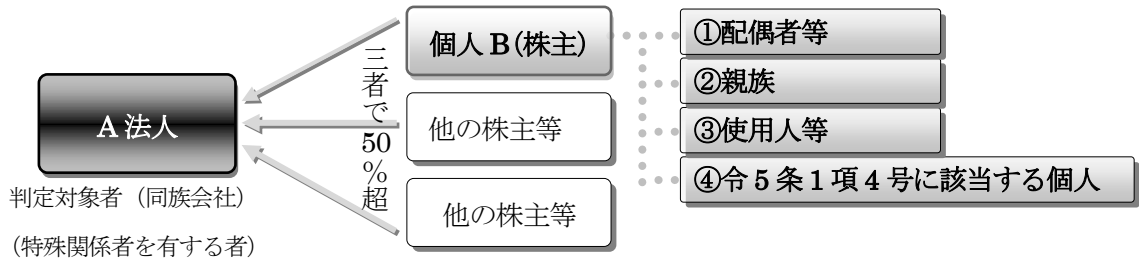 A 法人
判定対象者（同族会社）
（特殊関係者を有する者）
三者で50％超
個人 B（株主）
他の株主等
他の株主等
①配偶者等
②親族
③使用人等
④令５条１項４号に該当する個人